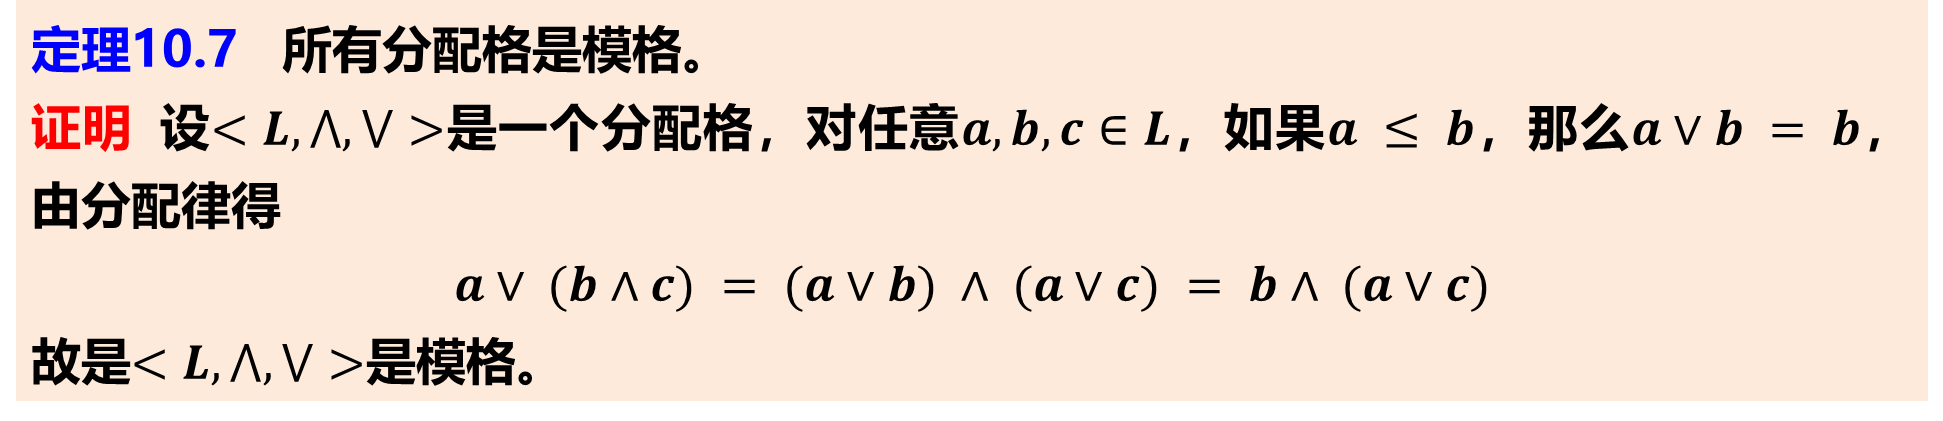 定理10.7 所有分配格是模格。
证明 设< L,⋀,⋁ >是一个分配格，对任意a, b, c ∈ L，如果a ≤ b，那么a ∨ b = b，
由分配律得
a ∨ (b ∧ c) = (a ∨ b) ∧ (a ∨ c) = b ∧ (a ∨ c)
故是< L,⋀,⋁ >是模格。